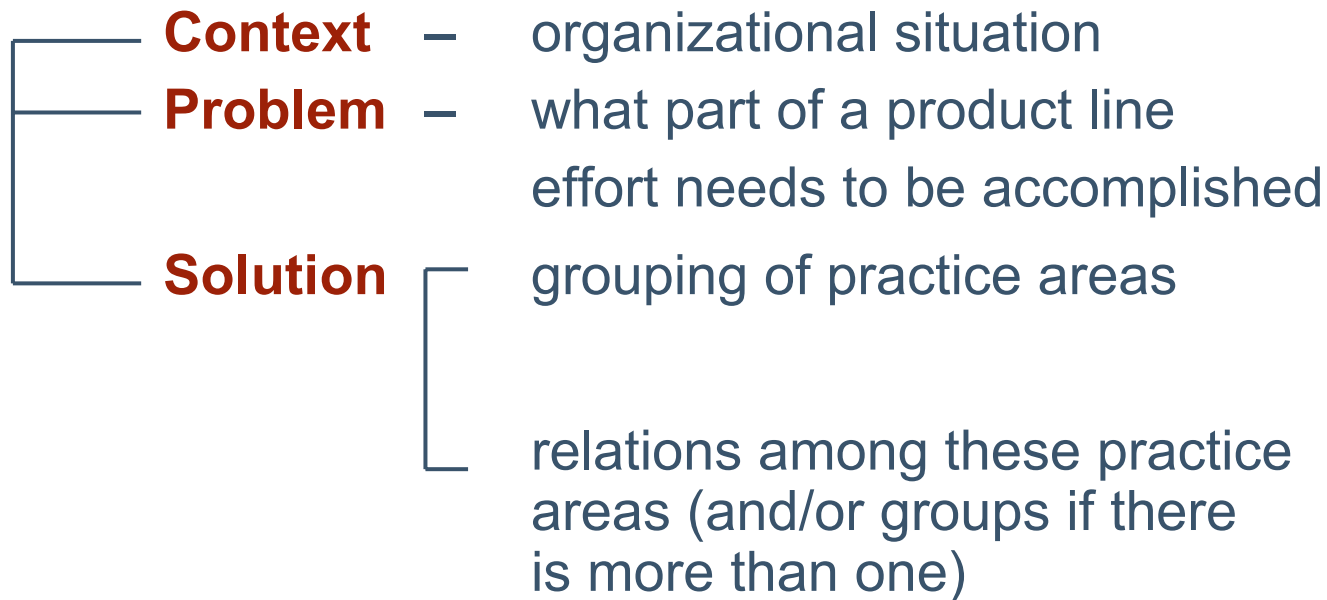 Context – organizational situation
Problem – what part of a product line
effort needs to be accomplished
Solution grouping of practice areas
relations among these practice
areas (and/or groups if there
is more than one)